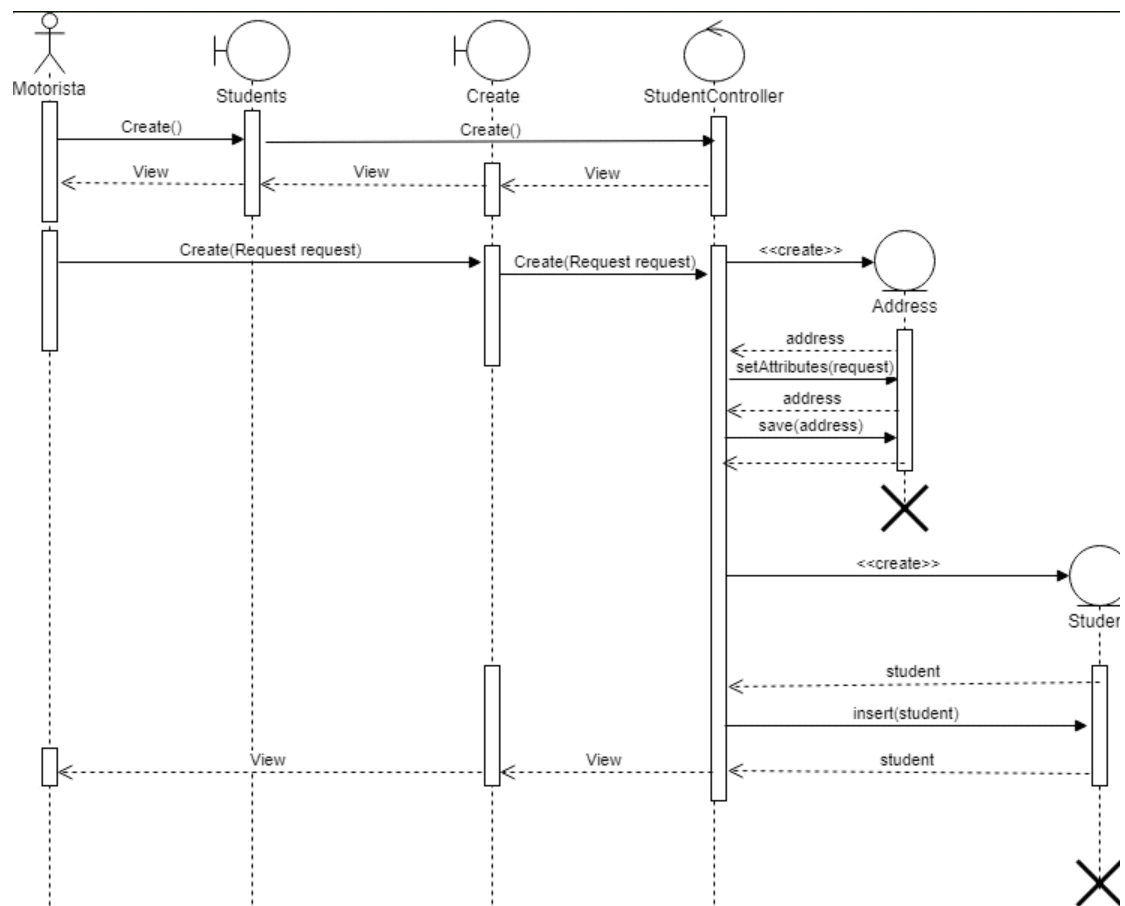 Motorista
Students
Create
StudentController
Create()
Create()
View
View
View
Create(Request request)
Create(Request request)
<<create>>
Address
address
setAttributes(request)
address
save(address)
<<create>>
Studen
student
insert(student)
View
View
student